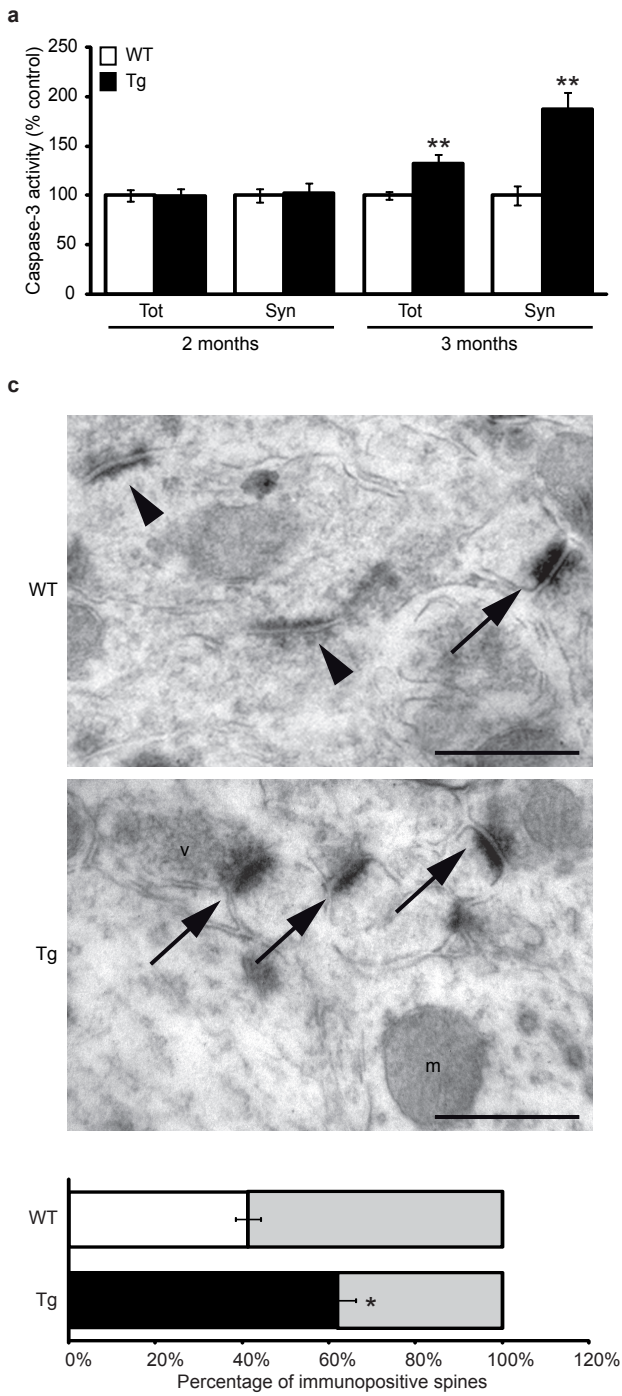 a
Caspase-3 activity (% control)
250
200
150
100
50
0
WT
Tg
**
**
Tot
Syn
Tot
Syn
2 months
3 months
c
WT
v
Tg
m
WT
Tg
*
0%
20%
40%
60%
80%
100%
120%
Percentage of immunopositive spines